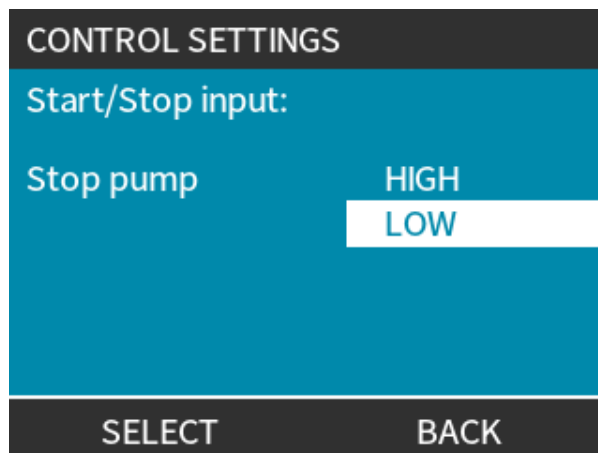 CONTROL SETTINGS
Start/Stop input:
Stop pump HIGH
LOW
SELECT BACK